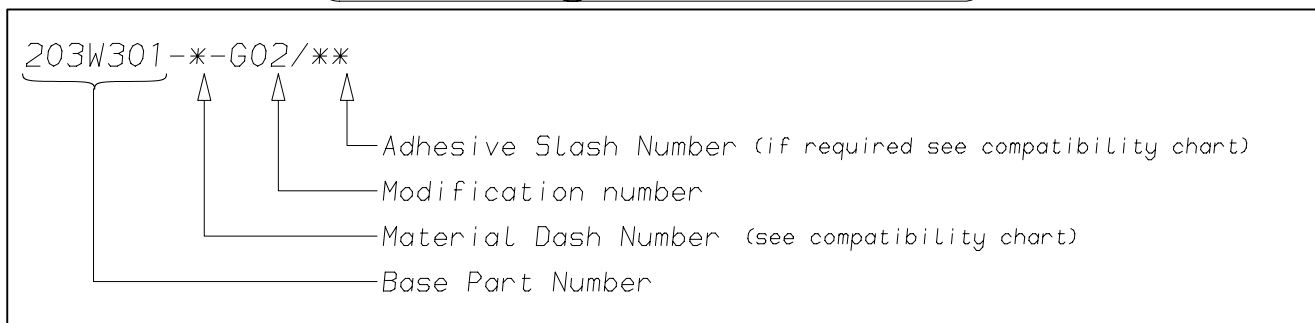 203W301-*-G02/**
Adhesive Slash Number (if required see compatibility chart)
Modification number
Material Dash Number (see compatibility chart)
Base Part Number